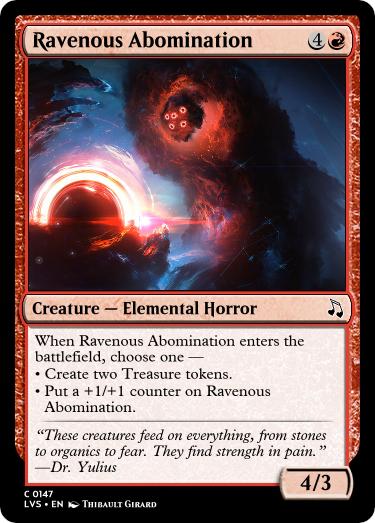 Ravenous Abomination 4
Creature — Elemental Horror
When Ravenous Abomination enters the
battlefield, choose one —
• Create two Treasure tokens.
• Put a +1/+1 counter on Ravenous
Abomination.
“These creatures feed on everything, from stones
to organics to fear. They find strength in pain.”
—Dr. Yulius
4/3
C 0147
LVS • EN Thibault Girard